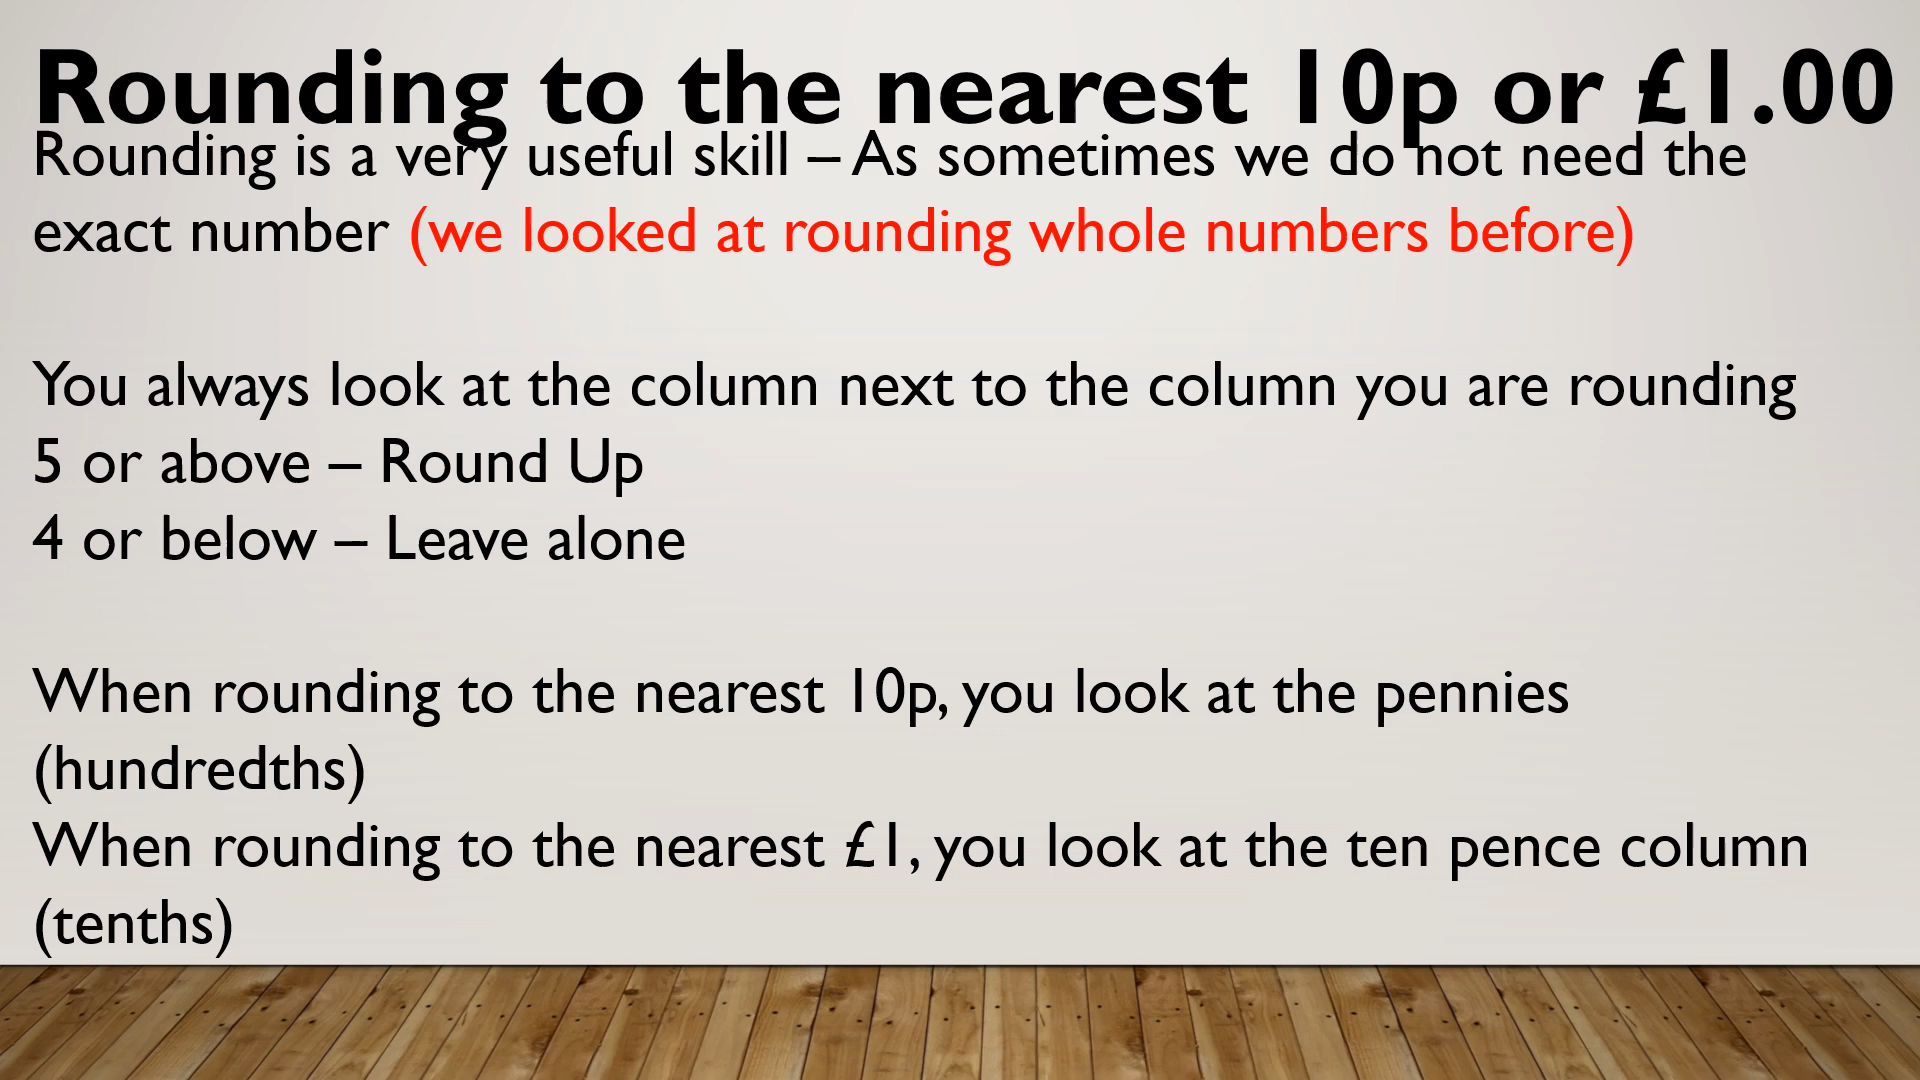 Rounding to the nearest 10p or £1.00
Rounding is a very useful skill – As sometimes we do not need the
exact number (we looked at rounding whole numbers before)
You always look at the column next to the column you are rounding
5 or above – Round Up
4 or below – Leave alone
When rounding to the nearest 10p, you look at the pennies
(hundredths)
When rounding to the nearest £1, you look at the ten pence column
(tenths)